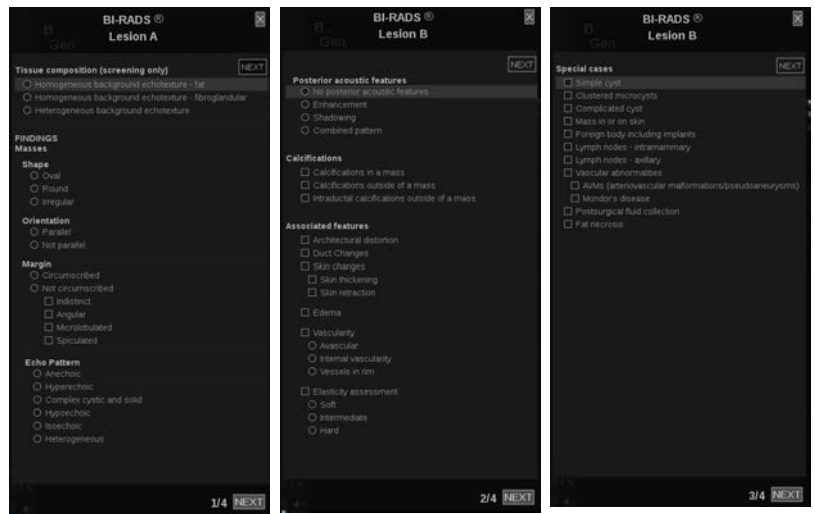 B
Gen
BI-RADS ®
X
Lesion A
NEXT
Tissue composition (screening only)
Homogeneous background echotexture - fat
Homogeneous background echotexture - fibroglandular
Heterogeneous background echotexture
FINDINGS
Masses
Shape
Oval
Round
Irregular
Orientation
Parallel
Not parallel
Margin
Circumscribed
Not circumscribed
Indistinct
Angular
Microlobulated
Spiculated
Echo Pattern
Anechoic
Hyperechoic
Complex cystic and solid
Hypoechoic
Isoechoic
Heterogeneous
1/4 NEXT
B
Gen
BI-RADS ®
X
Lesion B
NEXT
Posterior acoustic features
No posterior acoustic features
Enhancement
Shadowing
Combined pattern
Calcifications
Calcifications in a mass
Calcifications outside of a mass
Intraductal calcifications outside of a mass
Associated features
Architectural distortion
Duct Changes
Skin changes
Skin thickening
Skin retraction
Edema
Vascularity
Avascular
Internal vascularity
Vessels in rim
Elasticity assessment
Soft
Intermediate
Hard
2/4 NEXT
B
Gen
BI-RADS ®
X
Lesion B
Special cases
NEXT
Simple cyst
Clustered microcysts
Complicated cyst
Mass in or on skin
Foreign body including implants
Lymph nodes - intramammary
Lymph nodes - axillary
Vascular abnormalities
AVMs (arteriovascular malformations/pseudoaneurysms)
Mondor's disease
Postsurgical fluid collection
Fat necrosis
3/4 NEXT